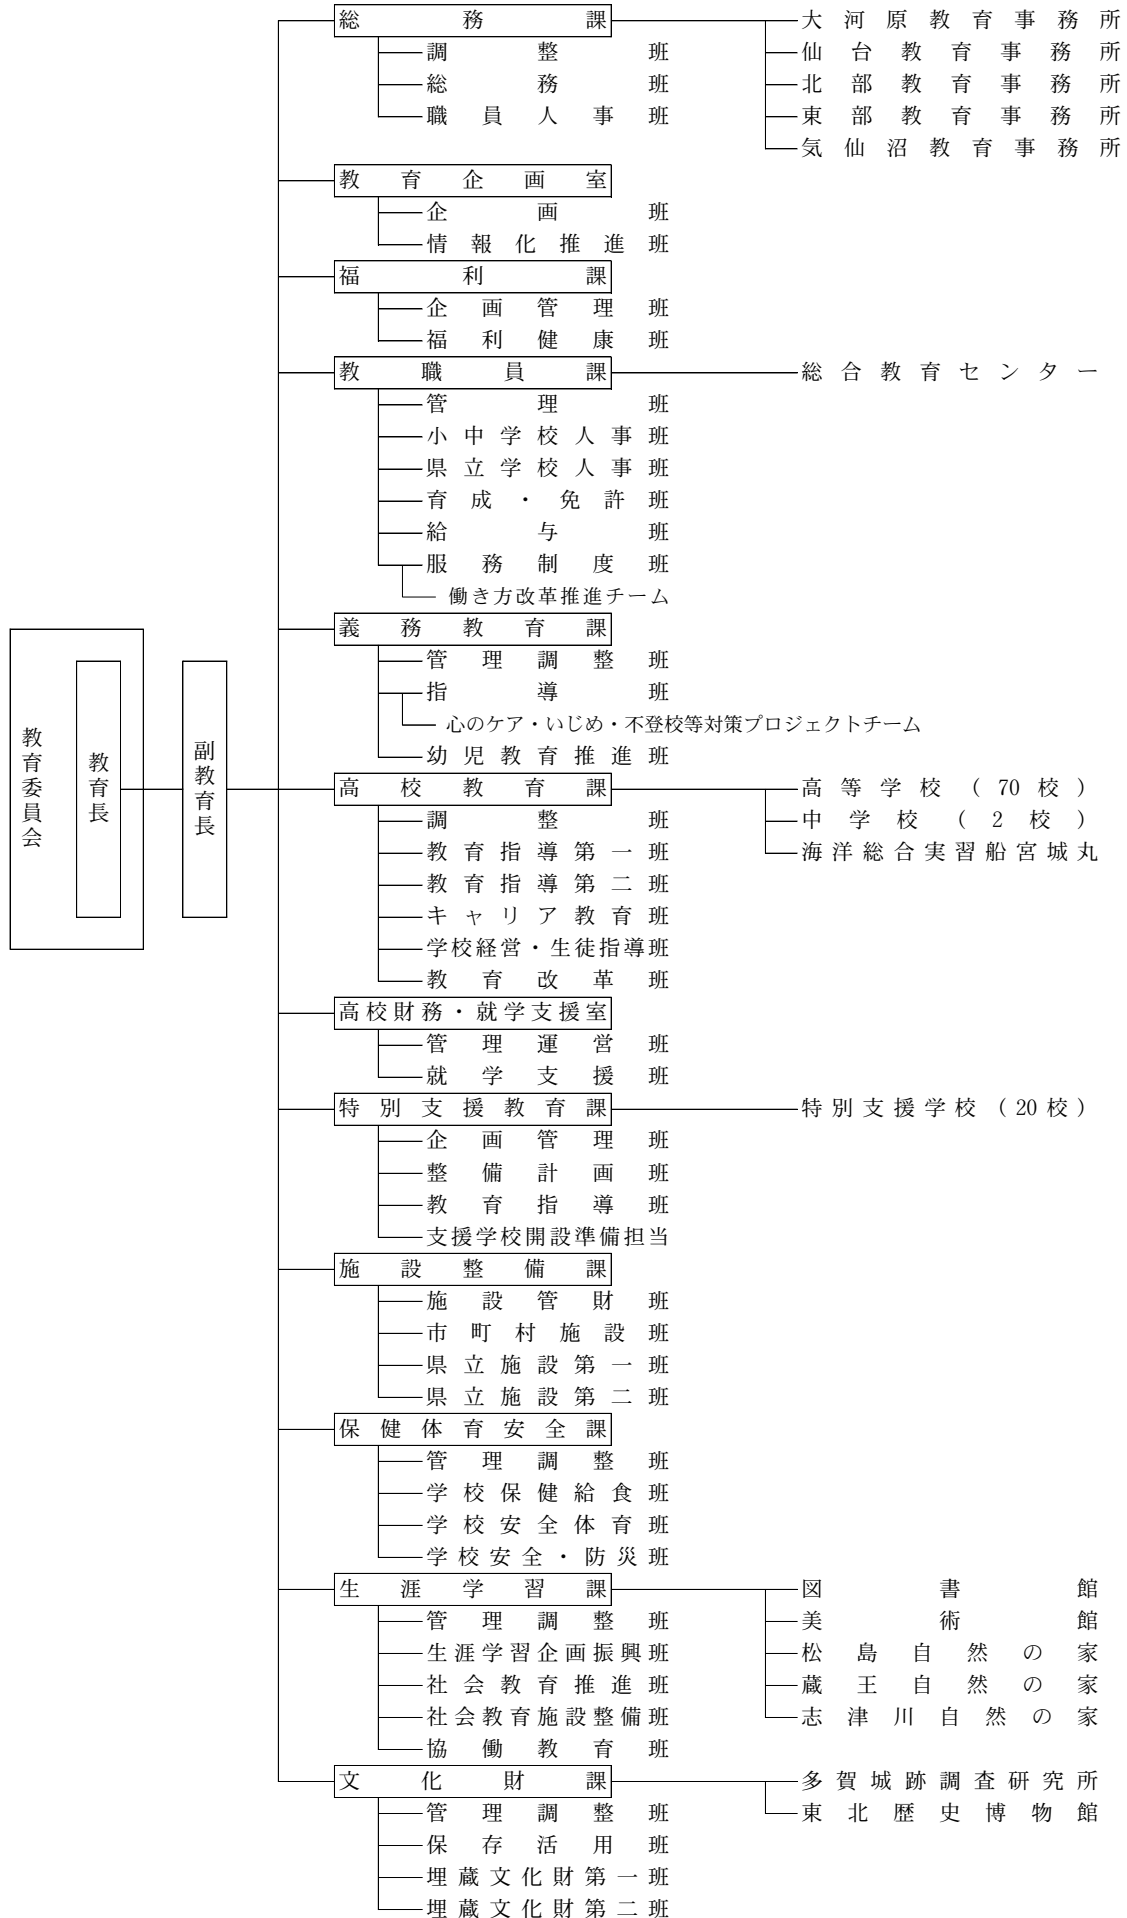 総務課
大河原教育事務所
調整班
仙台教育事務所
総務班
北部教育事務所
職員人事班
東部教育事務所
気仙沼教育事務所
教育企画室
企画班
情報化推進班
福利課
企画管理班
福利健康班
教職員課
総合教育センター
管理班
小中学校人事班
県立学校人事班
育成・免許班
給与班
服務制度班
働き方改革推進チーム
教育委員会
教育長
副教育長
義務教育課
管理調整班
指導班
心のケア・いじめ・不登校等対策プロジェクトチーム
幼児教育推進班
高校教育課
高等学校(70校)
調整班
中学校(2校)
教育指導第一班
海洋総合実習船宮城丸
教育指導第二班
キャリア教育班
学校経営・生徒指導班
教育改革班
高校財務・就学支援室
管理運営班
就学支援班
特別支援教育課
特別支援学校(20校)
企画管理班
整備計画班
教育指導班
支援学校開設準備担当
施設整備課
施設管財班
市町村施設班
県立施設第一班
県立施設第二班
保健体育安全課
管理調整班
学校保健給食班
学校安全体育班
学校安全・防災班
生涯学習課
図書館
管理調整班
美術館
生涯学習企画振興班
松島自然の家
社会教育推進班
蔵王自然の家
社会教育施設整備班
志津川自然の家
協働教育班
文化財課
多賀城跡調査研究所
管理調整班
東北歴史博物館
保存活用班
埋蔵文化財第一班
埋蔵文化財第二班